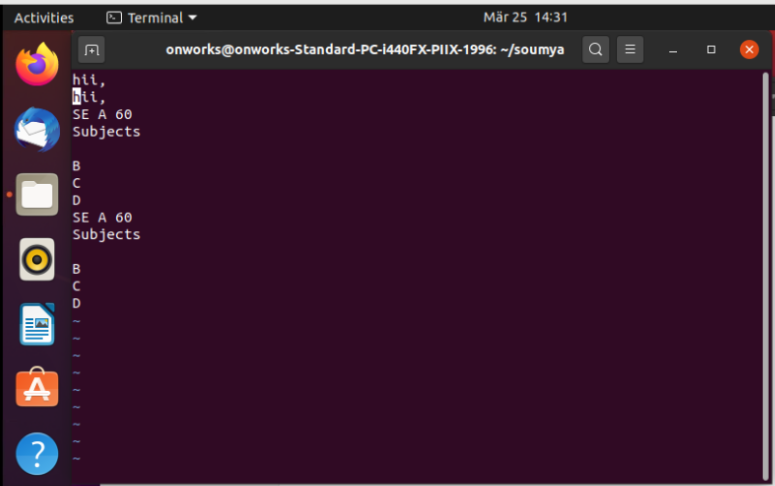 Activities
Terminal
Mär 25 14:31
onworks@onworks-Standard-PC-i440FX-PIIX-1996: ~/soumya
hii,
hii,
SE A 60
Subjects
B
C
D
SE A 60
Subjects
B
C
D
~
~
~
~
~
~
~
~
~